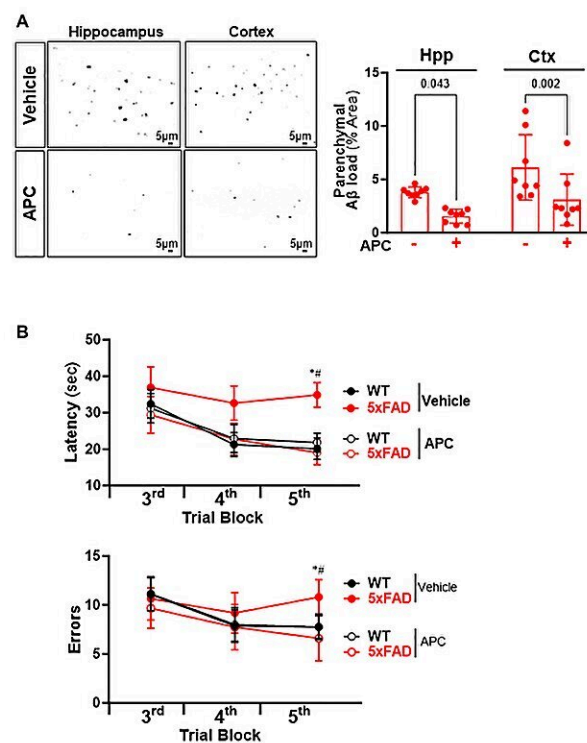 A
Hippocampus Cortex
Vehicle
5µm 5µm
APC
5µm 5µm
Hpp Ctx
0.043 0.002
Parenchymal
Aβ load (% Area)
15
10
5
0
APC - + - +
B
Latency (sec)
50
40
30
20
10
*#
3rd 4th 5th
Trial Block
WT
5xFAD
Vehicle
WT
5xFAD
APC
Errors
15
10
5
0
*#
3rd 4th 5th
Trial Block
WT
5xFAD
Vehicle
WT
5xFAD
APC